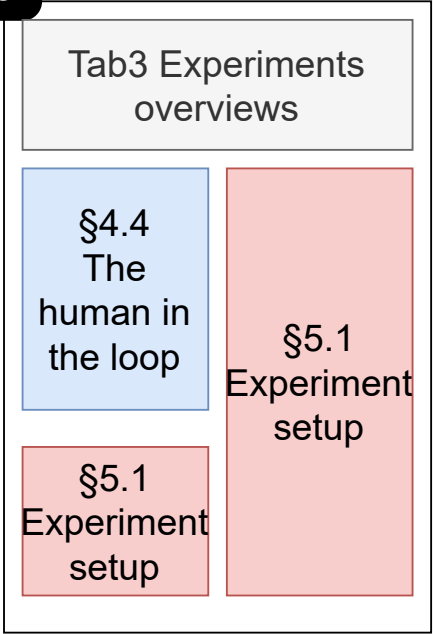 Tab3 Experiments
overviews
§4.4
The
human in
the loop
§5.1
Experiment
setup
§5.1
Experiment
setup